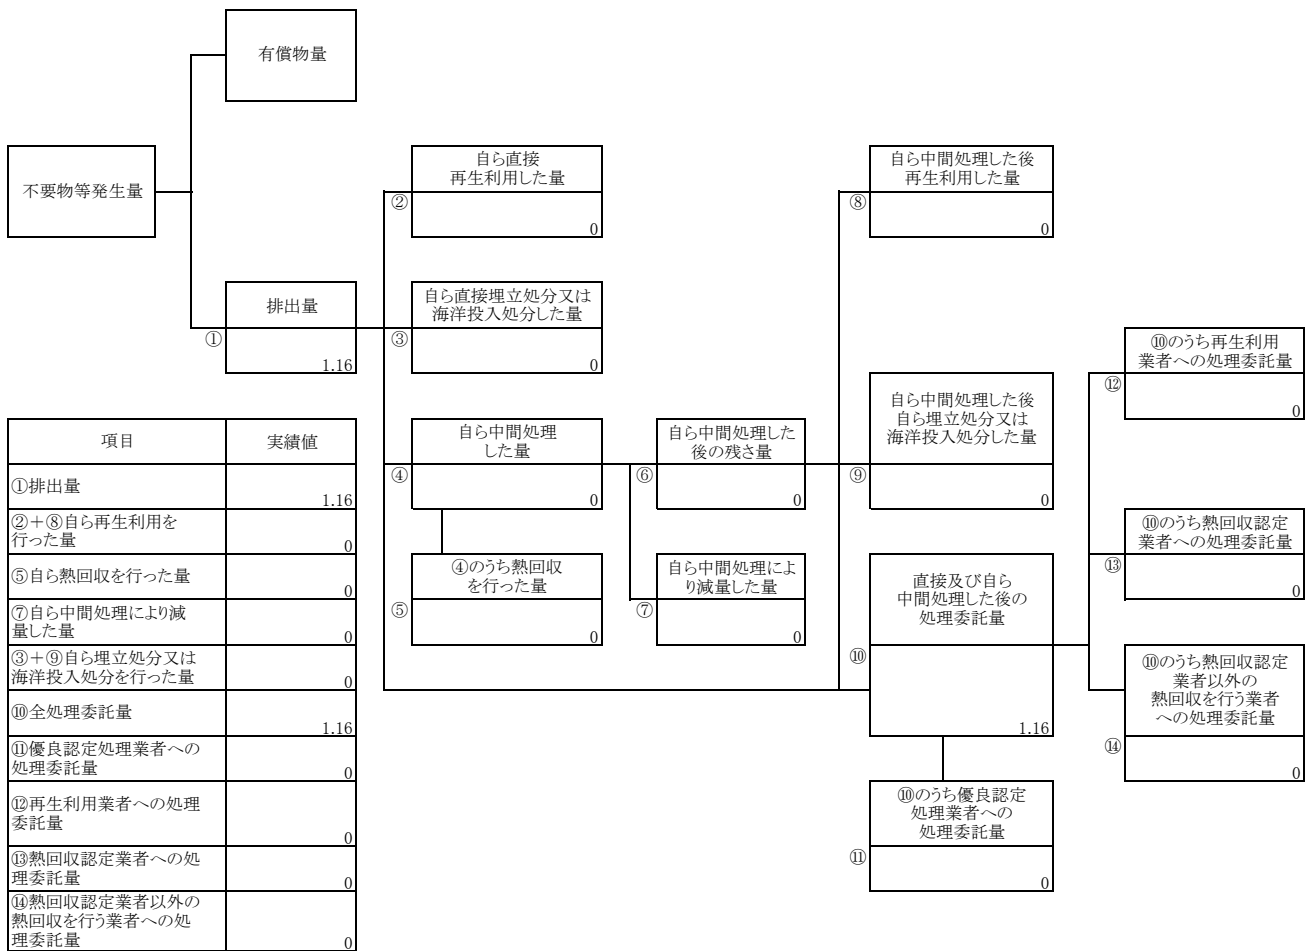 有償物量
不要物等発生量
自ら直接
再生利用した量
②
0
自ら中間処理した後
再生利用した量
⑧
0
排出量
①
1.16
自ら直接埋立処分又は
海洋投入処分した量
③
0
⑩のうち再生利用
業者への処理委託量
⑫
0
自ら中間処理
した量
④
0
自ら中間処理した
後の残さ量
⑥
0
自ら中間処理した後
自ら埋立処分又は
海洋投入処分した量
⑨
0
⑩のうち熱回収認定
業者への処理委託量
⑬
0
④のうち熱回収
を行った量
⑤
0
自ら中間処理によ
り減量した量
⑦
0
直接及び自ら
中間処理した後の
処理委託量
⑩
1.16
⑩のうち熱回収認定
業者以外の
熱回収を行う業者
への処理委託量
⑭
0
⑩のうち優良認定
処理業者への
処理委託量
⑪
0
項目
実績値
①排出量
1.16
②+⑧自ら再生利用を
行った量
0
⑤自ら熱回収を行った量
0
⑦自ら中間処理により減
量した量
0
③+⑨自ら埋立処分又は
海洋投入処分を行った量
0
⑩全処理委託量
1.16
⑪優良認定処理業者への
処理委託量
0
⑫再生利用業者への処理
委託量
0
⑬熱回収認定業者への処
理委託量
0
⑭熱回収認定業者以外の
熱回収を行う業者への処
理委託量
0